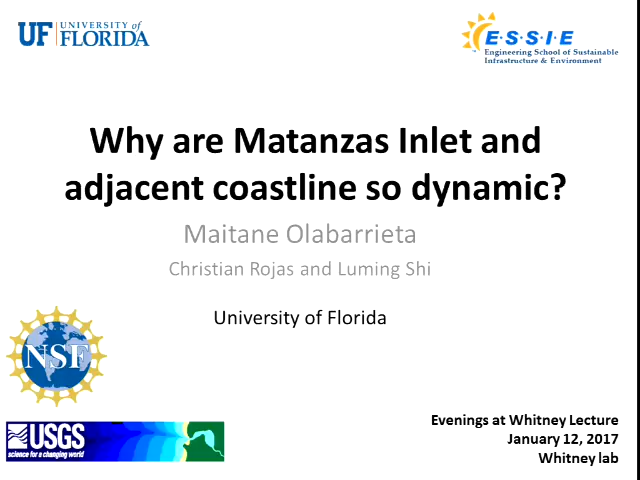 UF UNIVERSITY of FLORIDA
E·S·S·I·E
Engineering School of Sustainable
Infrastructure & Environment
Why are Matanzas Inlet and
adjacent coastline so dynamic?
Maitane Olabarrieta
Christian Rojas and Luming Shi
University of Florida
NSF
USGS
science for a changing world
Evenings at Whitney Lecture
January 12, 2017
Whitney lab